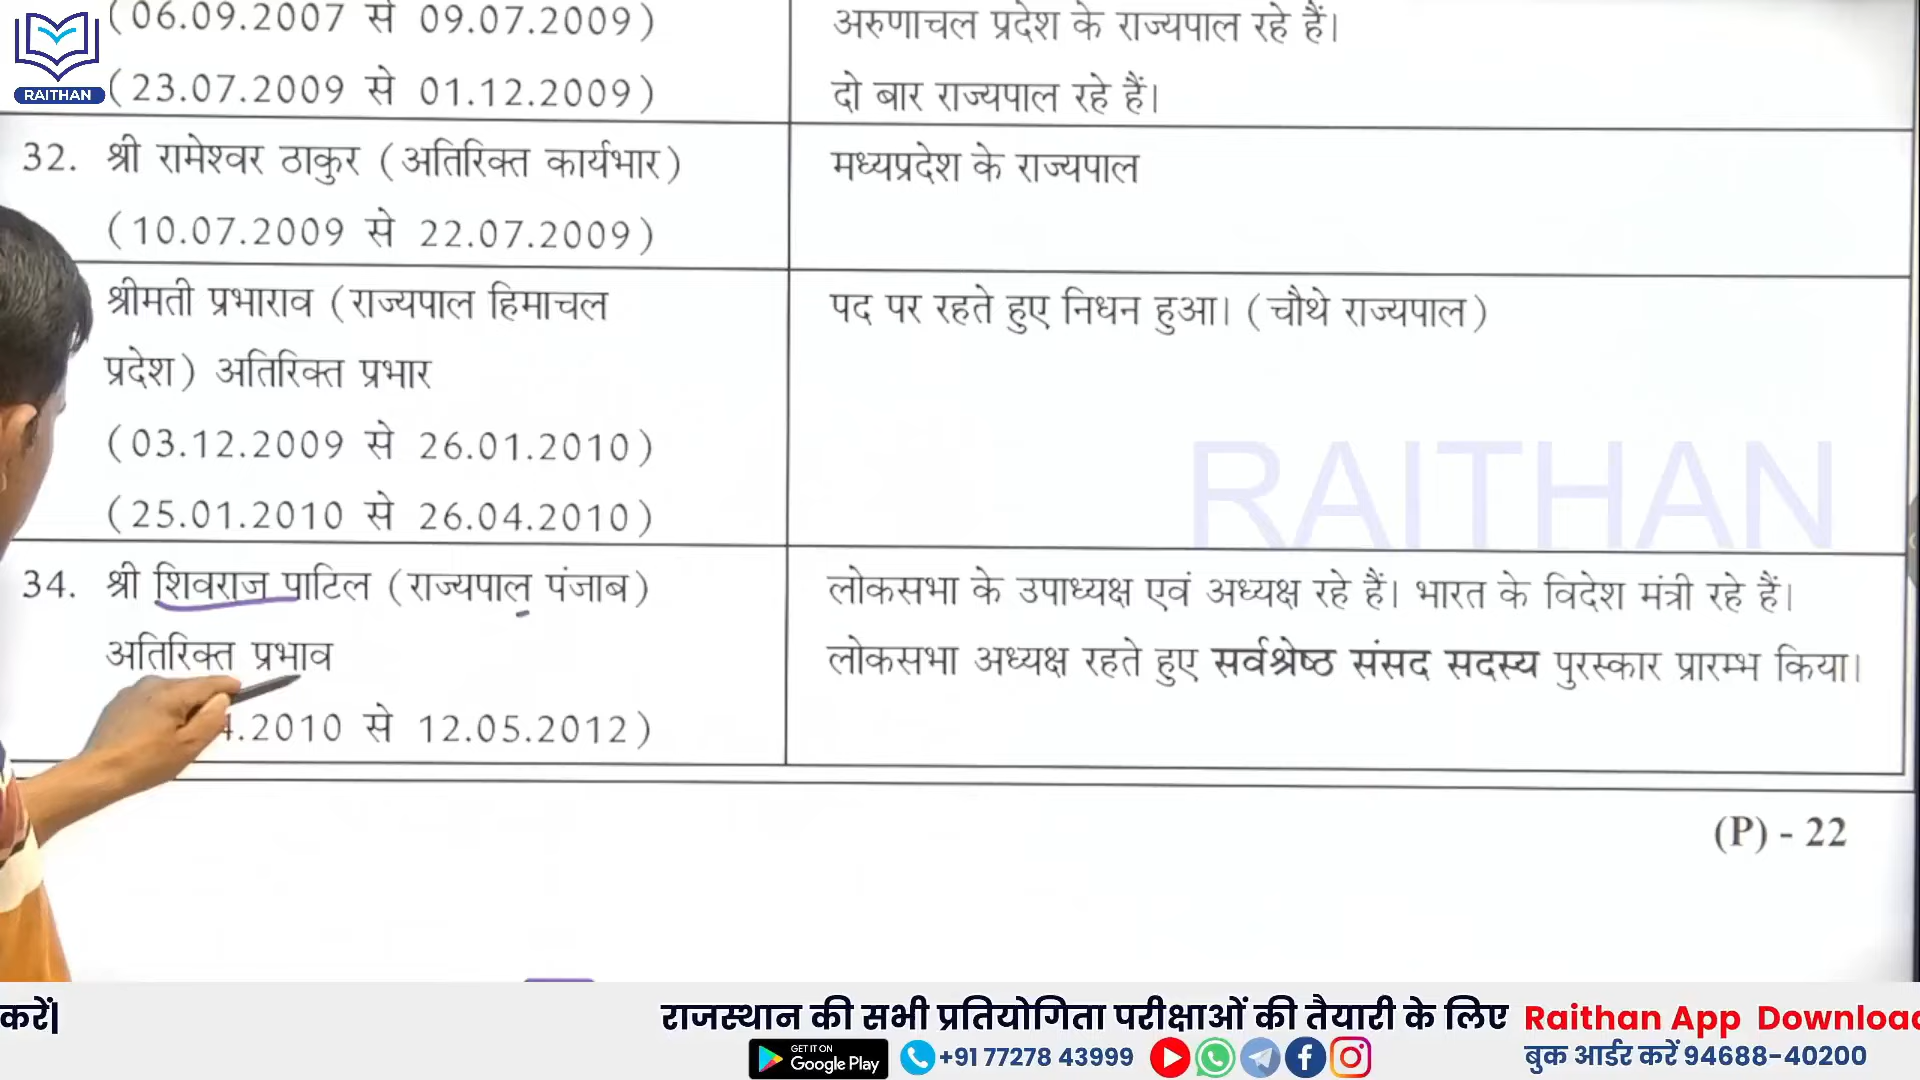 (06.09.2007 से 09.07.2009)
(23.07.2009 से 01.12.2009)
अरुणाचल प्रदेश के राज्यपाल रहे हैं।
दो बार राज्यपाल रहे हैं।
RAITHAN
32. श्री रामेश्वर ठाकुर (अतिरिक्त कार्यभार)
(10.07.2009 से 22.07.2009)
मध्यप्रदेश के राज्यपाल
श्रीमती प्रभाराव (राज्यपाल हिमाचल
प्रदेश) अतिरिक्त प्रभार
(03.12.2009 से 26.01.2010)
(25.01.2010 से 26.04.2010)
पद पर रहते हुए निधन हुआ। (चौथे राज्यपाल)
RAITHAN
34. श्री शिवराज पाटिल (राज्यपाल पंजाब)
अतिरिक्त प्रभाव
4.2010 से 12.05.2012)
लोकसभा के उपाध्यक्ष एवं अध्यक्ष रहे हैं। भारत के विदेश मंत्री रहे हैं।
लोकसभा अध्यक्ष रहते हुए सर्वश्रेष्ठ संसद सदस्य पुरस्कार प्रारम्भ किया।
(P) - 22
करें|
राजस्थान की सभी प्रतियोगिता परीक्षाओं की तैयारी के लिए Raithan App Download
GET IT ON
Google Play
+91 77278 43999
बुक आर्डर करें 94688-40200